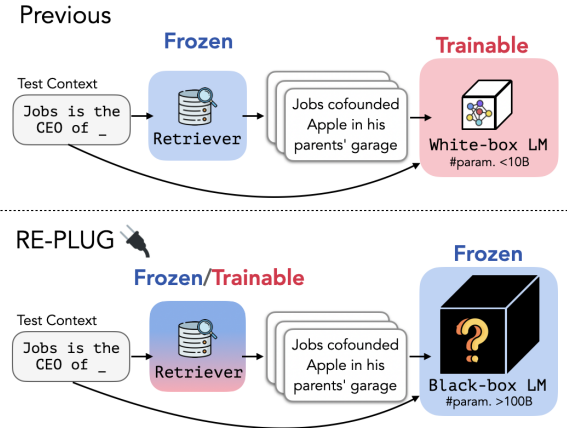 Previous
Frozen
Trainable
Test Context
Jobs is the
CEO of _
Retriever
Jobs cofounded
Apple in his
parents' garage
White-box LM
#param. <10B
RE-PLUG
Frozen/Trainable
Frozen
Test Context
Jobs is the
CEO of _
Retriever
Jobs cofounded
Apple in his
parents' garage
?
Black-box LM
#param. >100B